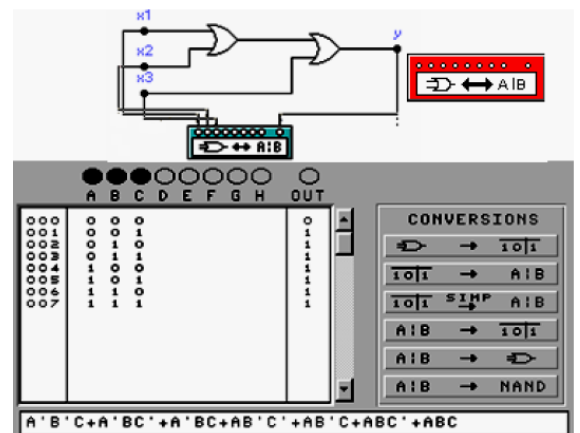 x1
x2
x3
y
A|B
A|B
A B C D E F G H OUT
000 0 0 0 0
001 0 0 1 1
002 0 1 0 1
003 0 1 1 1
004 1 0 0 1
005 1 0 1 1
006 1 1 0 1
007 1 1 1 1
CONVERSIONS
→ 10|1
10|1 → A|B
10|1 SIMP A|B
A|B → 10|1
A|B →
A|B → NAND
A'B'C+A'BC'+A'BC+AB'C'+AB'C+ABC'+ABC